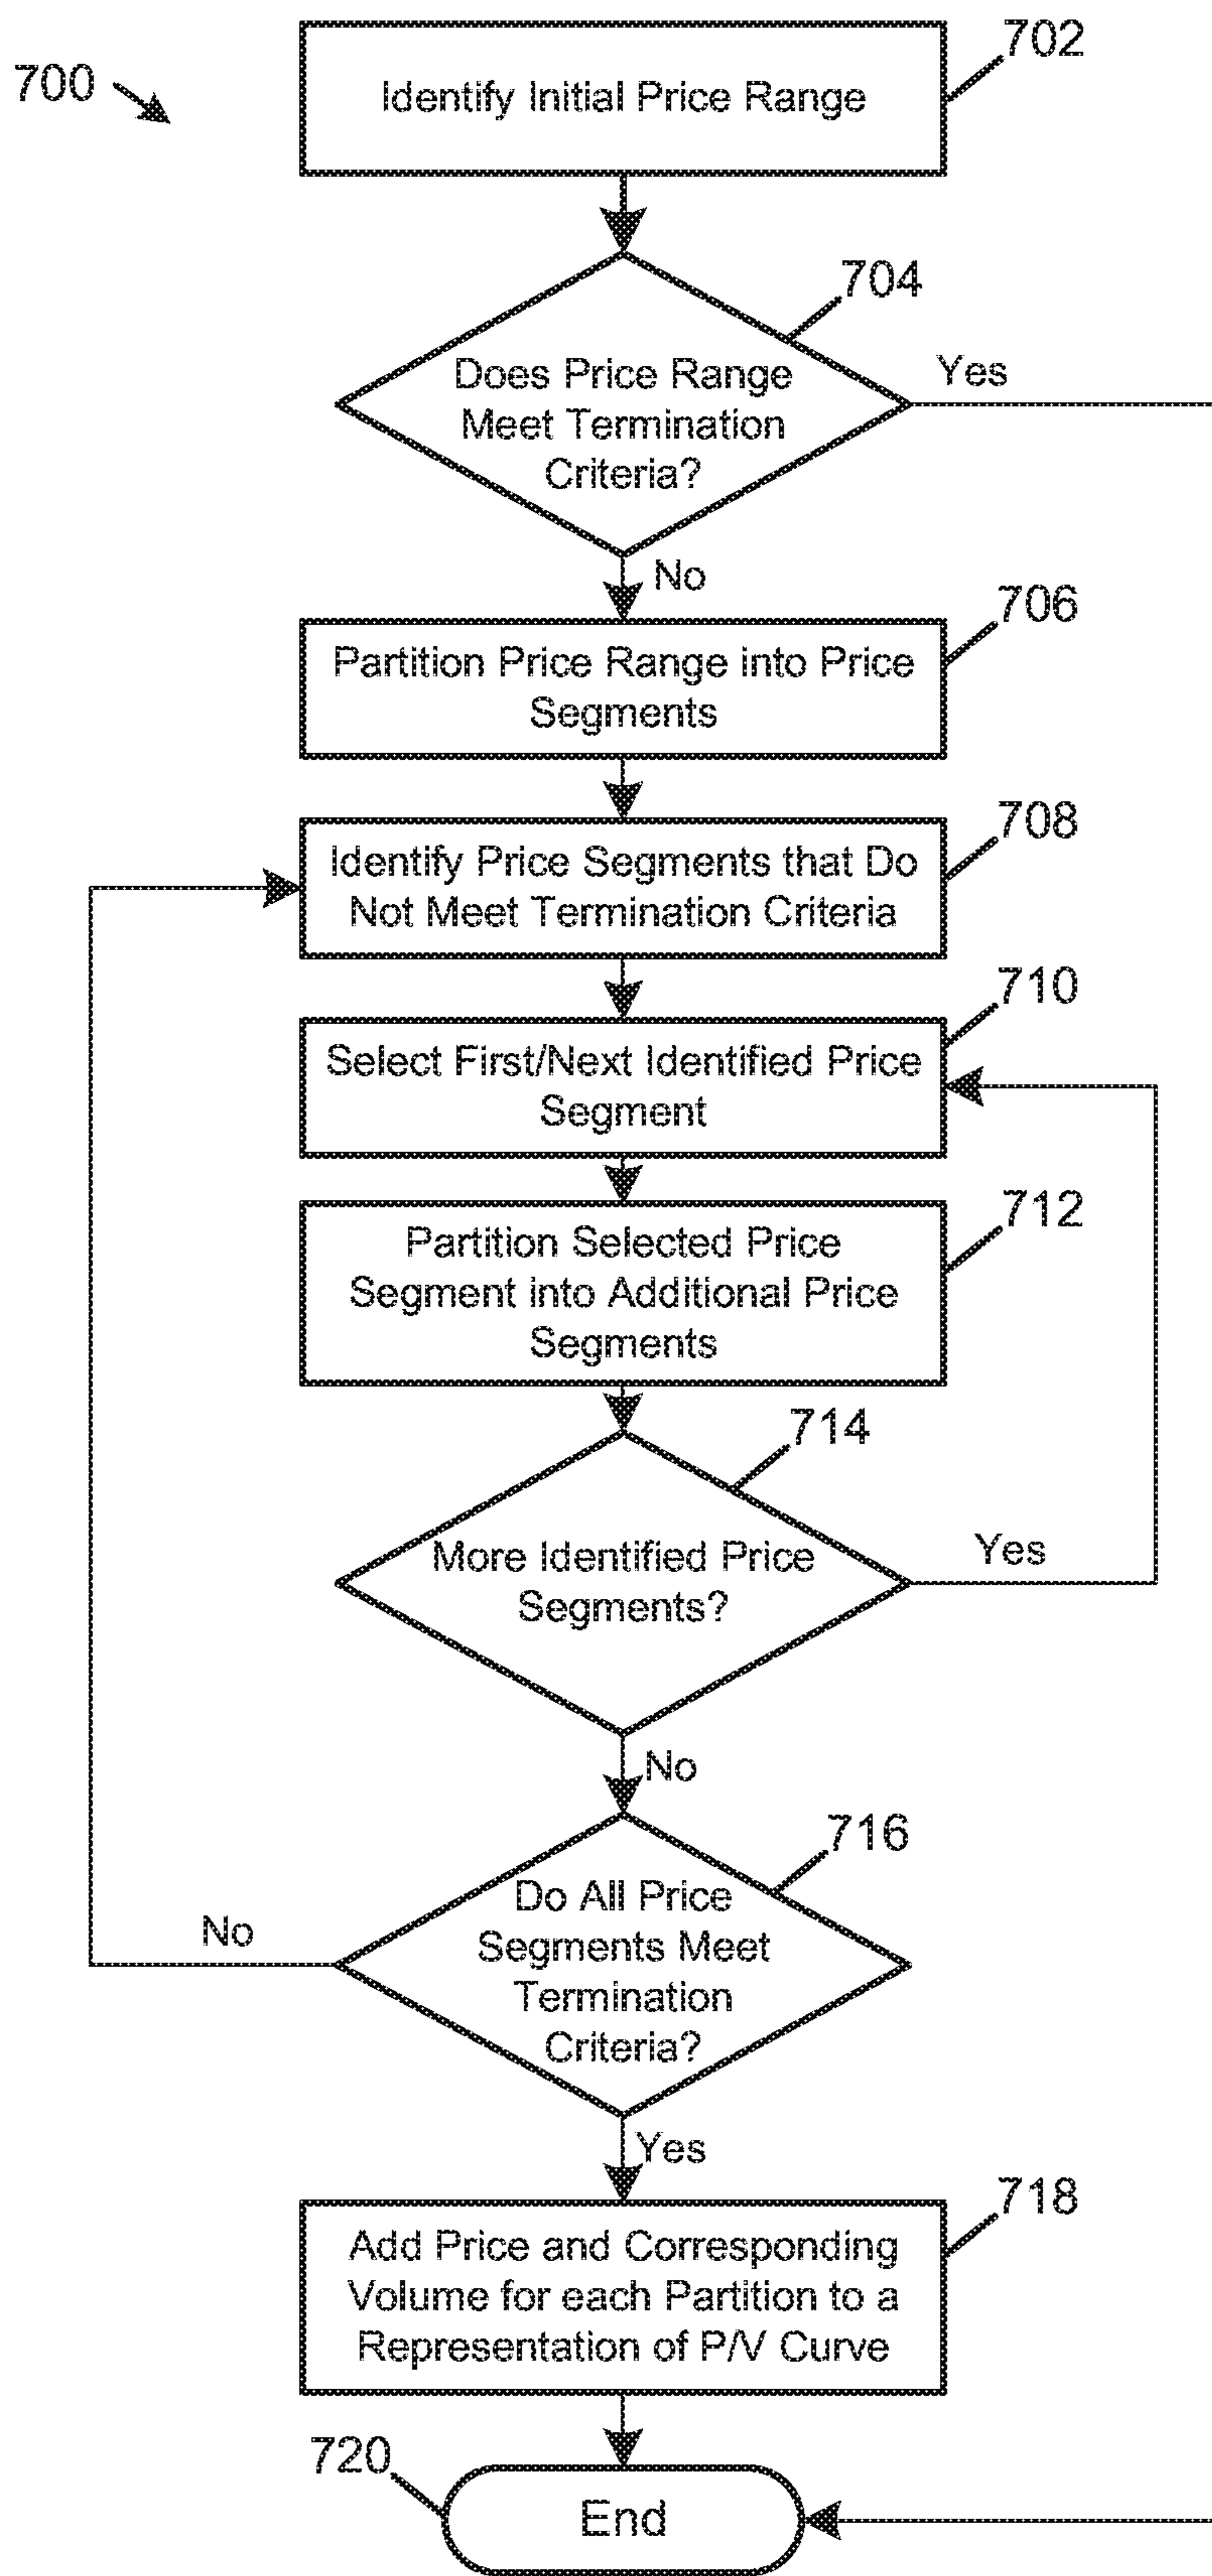 702
700
Identify Initial Price Range
704
Does Price Range
Meet Termination
Criteria?
Yes
No
706
Partition Price Range into Price
Segments
708
Identify Price Segments that Do
Not Meet Termination Criteria
710
Select First/Next Identified Price
Segment
712
Partition Selected Price
Segment into Additional Price
Segments
714
More Identified Price
Segments?
Yes
No
716
Do All Price
Segments Meet
Termination
Criteria?
No
Yes
718
Add Price and Corresponding
Volume for each Partition to a
Representation of P/V Curve
720
End